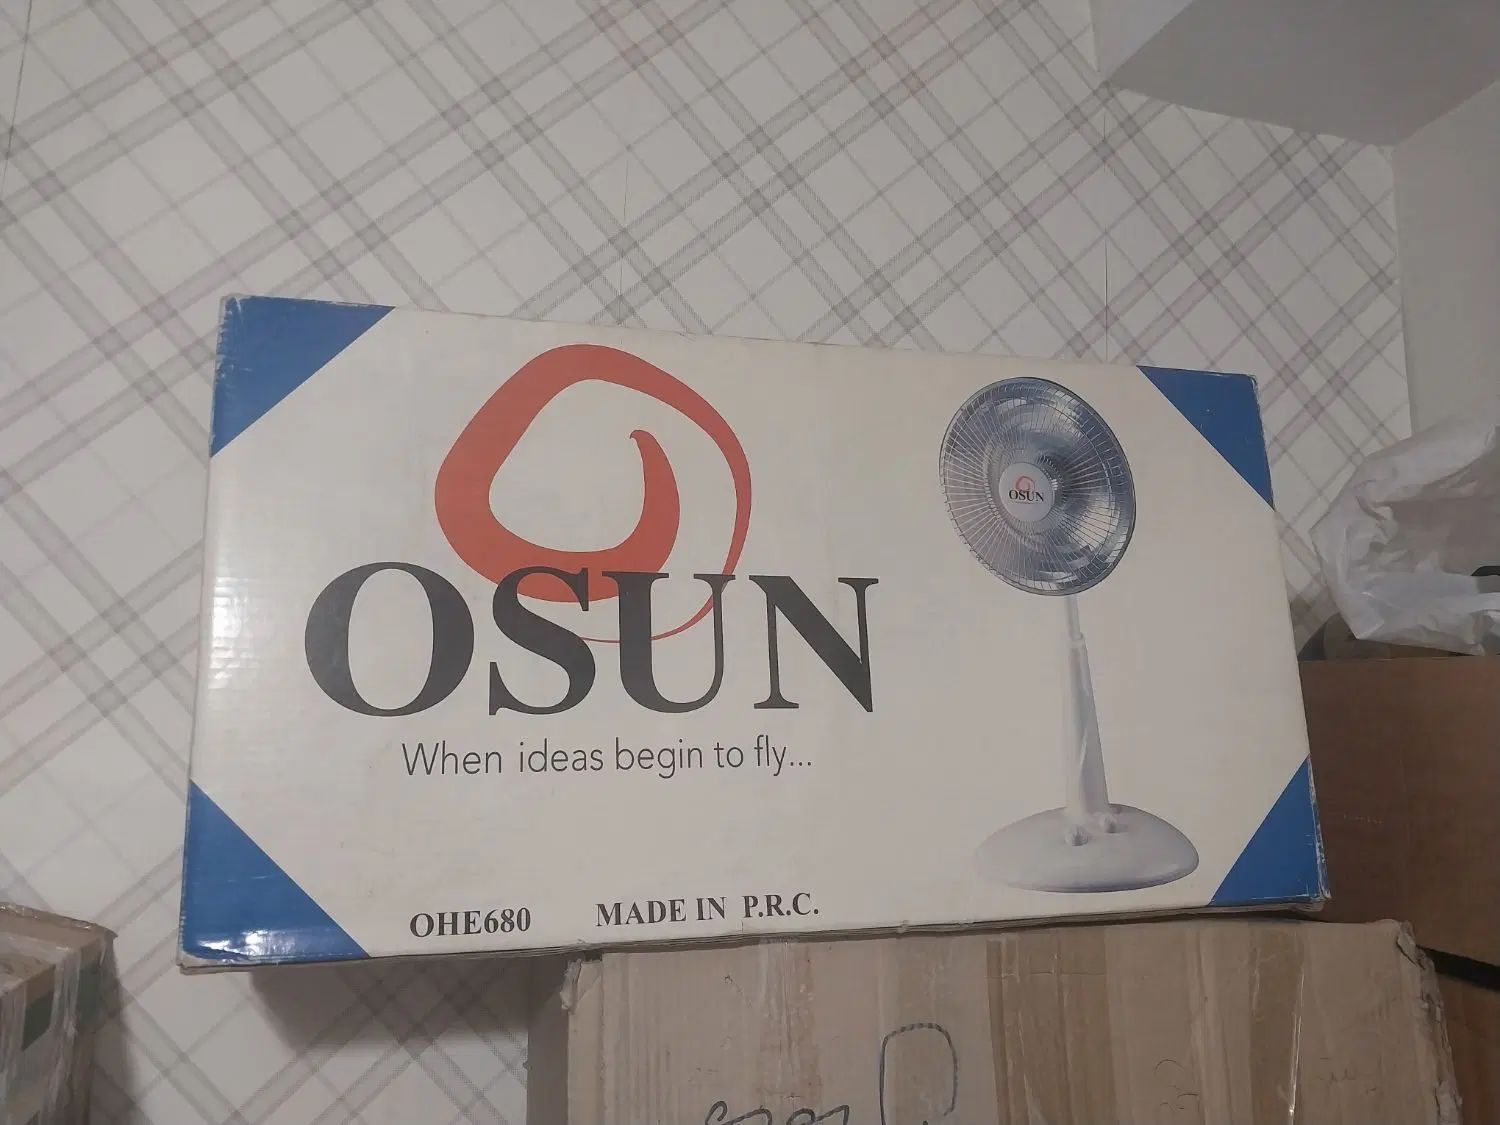 OSUN
When ideas begin to fly...
OHE680 MADE IN P.R.C.
OSUN